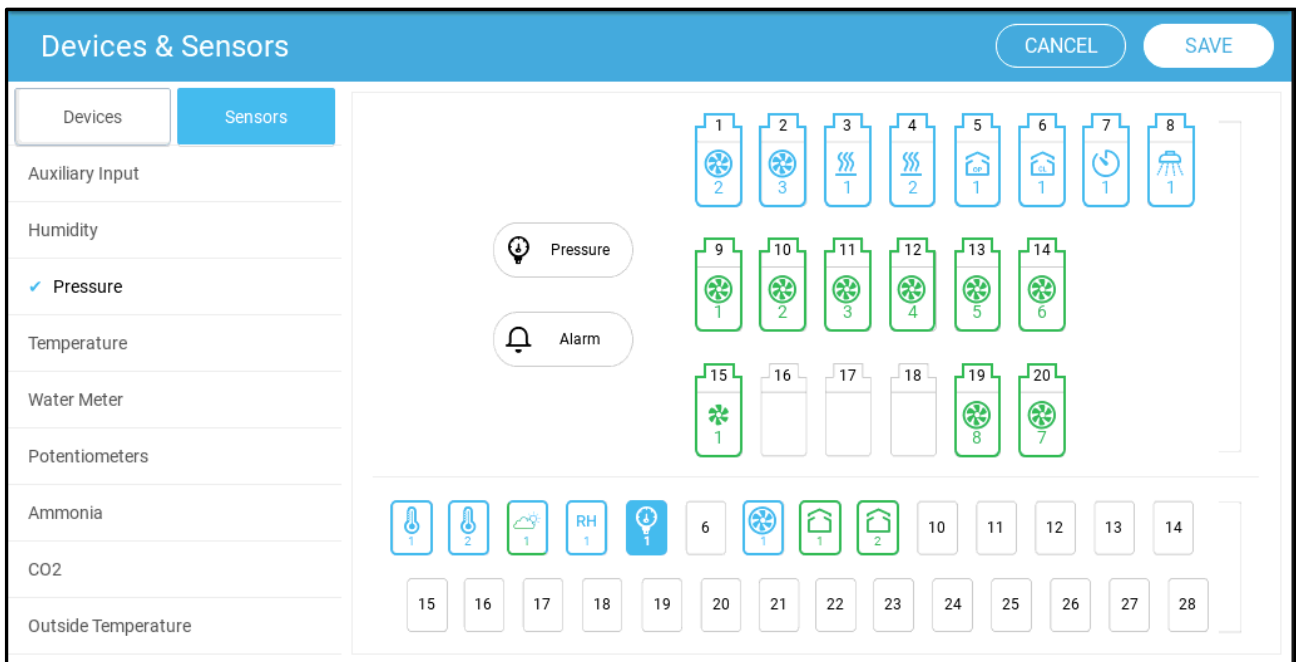 Devices & Sensors CANCEL SAVE
Devices Sensors
Auxiliary Input
Humidity
✔ Pressure
Temperature
Water Meter
Potentiometers
Ammonia
CO2
Outside Temperature
Pressure
Alarm
1 2 3 4 5 6 7 8
OP CL
2 3 1 2 1 1 1 1
9 10 11 12 13 14
1 2 3 4 5 6
15 16 17 18 19 20
1 8 7
RH 6 10 11 12 13 14
1 2 1 1 1 1 1 2
15 16 17 18 19 20 21 22 23 24 25 26 27 28